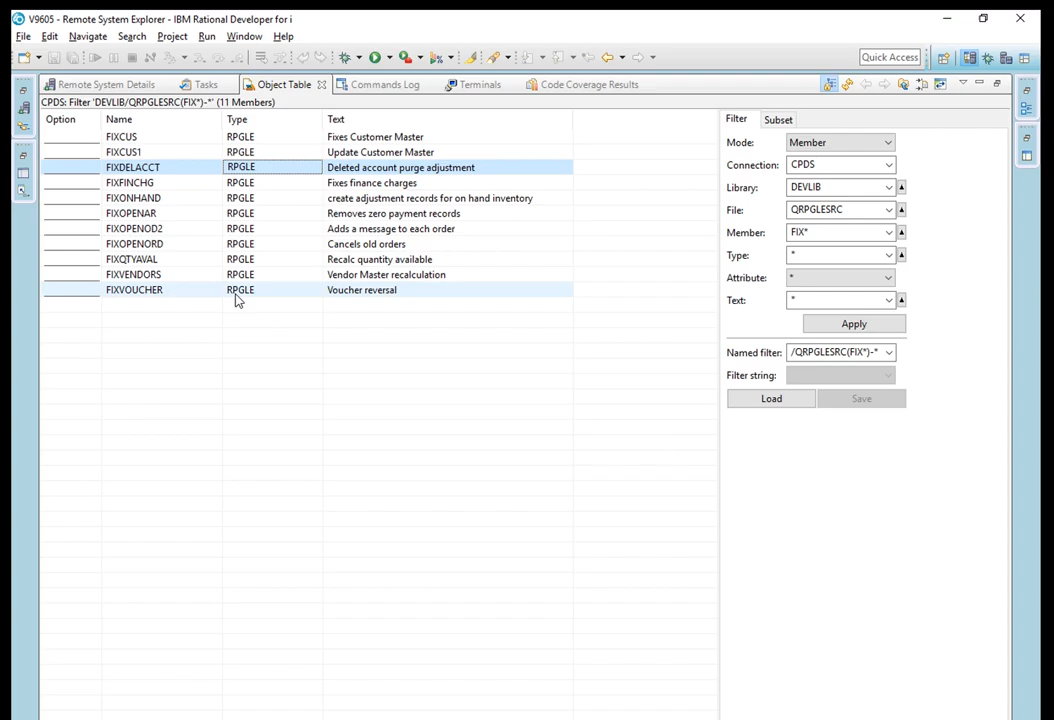 V9605 - Remote System Explorer - IBM Rational Developer for i
File Edit Navigate Search Project Run Window Help
Quick Access
Remote System Details Tasks Object Table Commands Log Terminals Code Coverage Results
CPDS: Filter 'DEVLIB/QRPGLESRC(FIX*)-*' (11 Members)
Option Name Type Text
FIXCUS RPGLE Fixes Customer Master
FIXCUS1 RPGLE Update Customer Master
FIXDELACCT RPGLE Deleted account purge adjustment
FIXFINCHG RPGLE Fixes finance charges
FIXONHAND RPGLE create adjustment records for on hand inventory
FIXOPENAR RPGLE Removes zero payment records
FIXOPENOD2 RPGLE Adds a message to each order
FIXOPENORD RPGLE Cancels old orders
FIXQTYAVAL RPGLE Recalc quantity available
FIXVENDORS RPGLE Vendor Master recalculation
FIXVOUCHER RPGLE Voucher reversal
Filter Subset
Mode: Member
Connection: CPDS
Library: DEVLIB
File: QRPGLESRC
Member: FIX*
Type: *
Attribute: *
Text: *
Apply
Named filter: /QRPGLESRC(FIX*)-*
Filter string:
Load Save